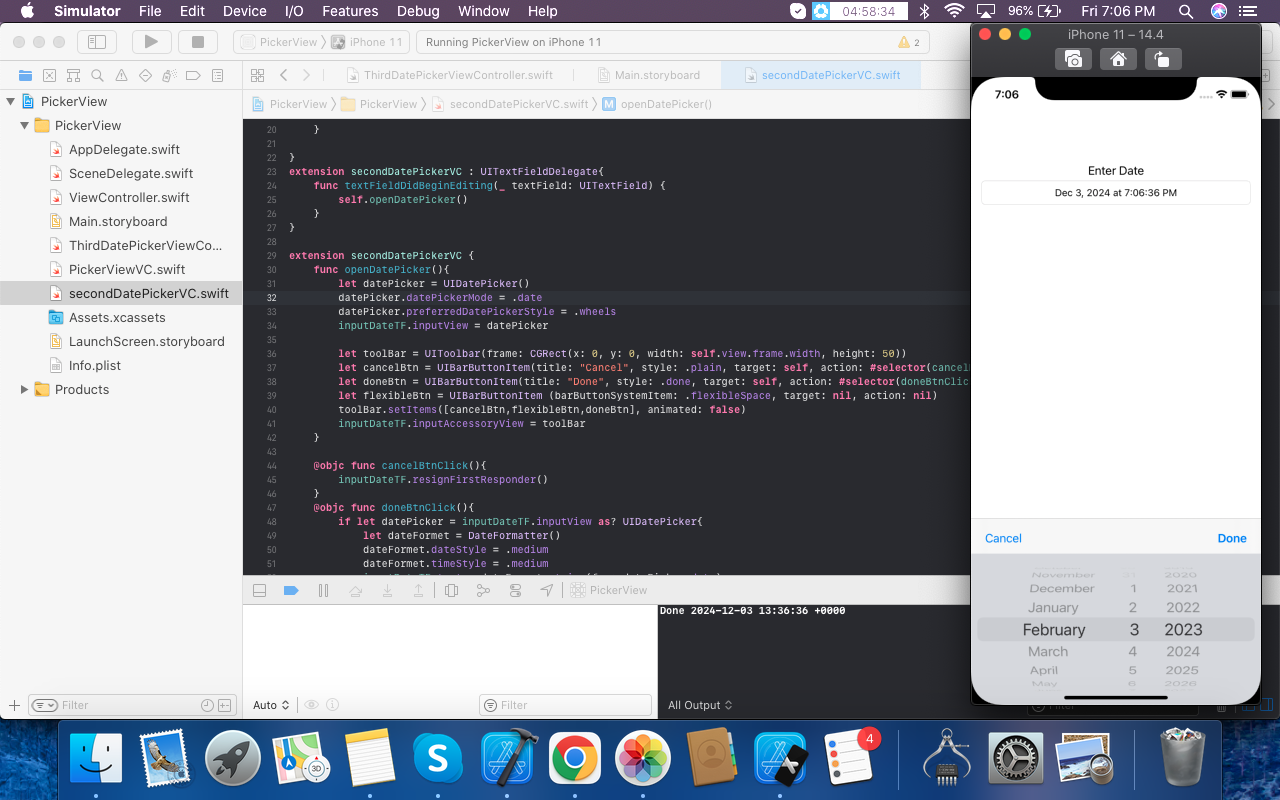 Simulator File Edit Device I/O Features Debug Window Help 04:58:34 96% Fri 7:06 PM
PickerView iPhone 11 Running PickerView on iPhone 11 2
iPhone 11 – 14.4
ThirdDatePickerViewController.swift Main.storyboard secondDatePickerVC.swift
PickerView PickerView secondDatePickerVC.swift openDatePicker()
PickerView
PickerView
AppDelegate.swift
SceneDelegate.swift
ViewController.swift
Main.storyboard
ThirdDatePickerViewCo...
PickerViewVC.swift
secondDatePickerVC.swift
Assets.xcassets
LaunchScreen.storyboard
Info.plist
Products
Filter
20 }
21
22 }
23 extension secondDatePickerVC : UITextFieldDelegate{
24 func textFieldDidBeginEditing(_ textField: UITextField) {
25 self.openDatePicker()
26 }
27 }
28
29 extension secondDatePickerVC {
30 func openDatePicker(){
31 let datePicker = UIDatePicker()
32 datePicker.datePickerMode = .date
33 datePicker.preferredDatePickerStyle = .wheels
34 inputDateTF.inputView = datePicker
35
36 let toolBar = UIToolbar(frame: CGRect(x: 0, y: 0, width: self.view.frame.width, height: 50))
37 let cancelBtn = UIBarButtonItem(title: "Cancel", style: .plain, target: self, action: #selector(cancel
38 let doneBtn = UIBarButtonItem(title: "Done", style: .done, target: self, action: #selector(doneBtnClic
39 let flexibleBtn = UIBarButtonItem (barButtonSystemItem: .flexibleSpace, target: nil, action: nil)
40 toolBar.setItems([cancelBtn,flexibleBtn,doneBtn], animated: false)
41 inputDateTF.inputAccessoryView = toolBar
42 }
43
44 @objc func cancelBtnClick(){
45 inputDateTF.resignFirstResponder()
46 }
47 @objc func doneBtnClick(){
48 if let datePicker = inputDateTF.inputView as? UIDatePicker{
49 let dateFormet = DateFormatter()
50 dateFormet.dateStyle = .medium
51 dateFormet.timeStyle = .medium
PickerView
Auto Filter
Done 2024-12-03 13:36:36 +0000
All Output Filter
7:06
Enter Date
Dec 3, 2024 at 7:06:36 PM
Cancel Done
November 31 2020
December 1 2021
January 2 2022
February 3 2023
March 4 2024
April 5 2025
May 6 2026
3D
4